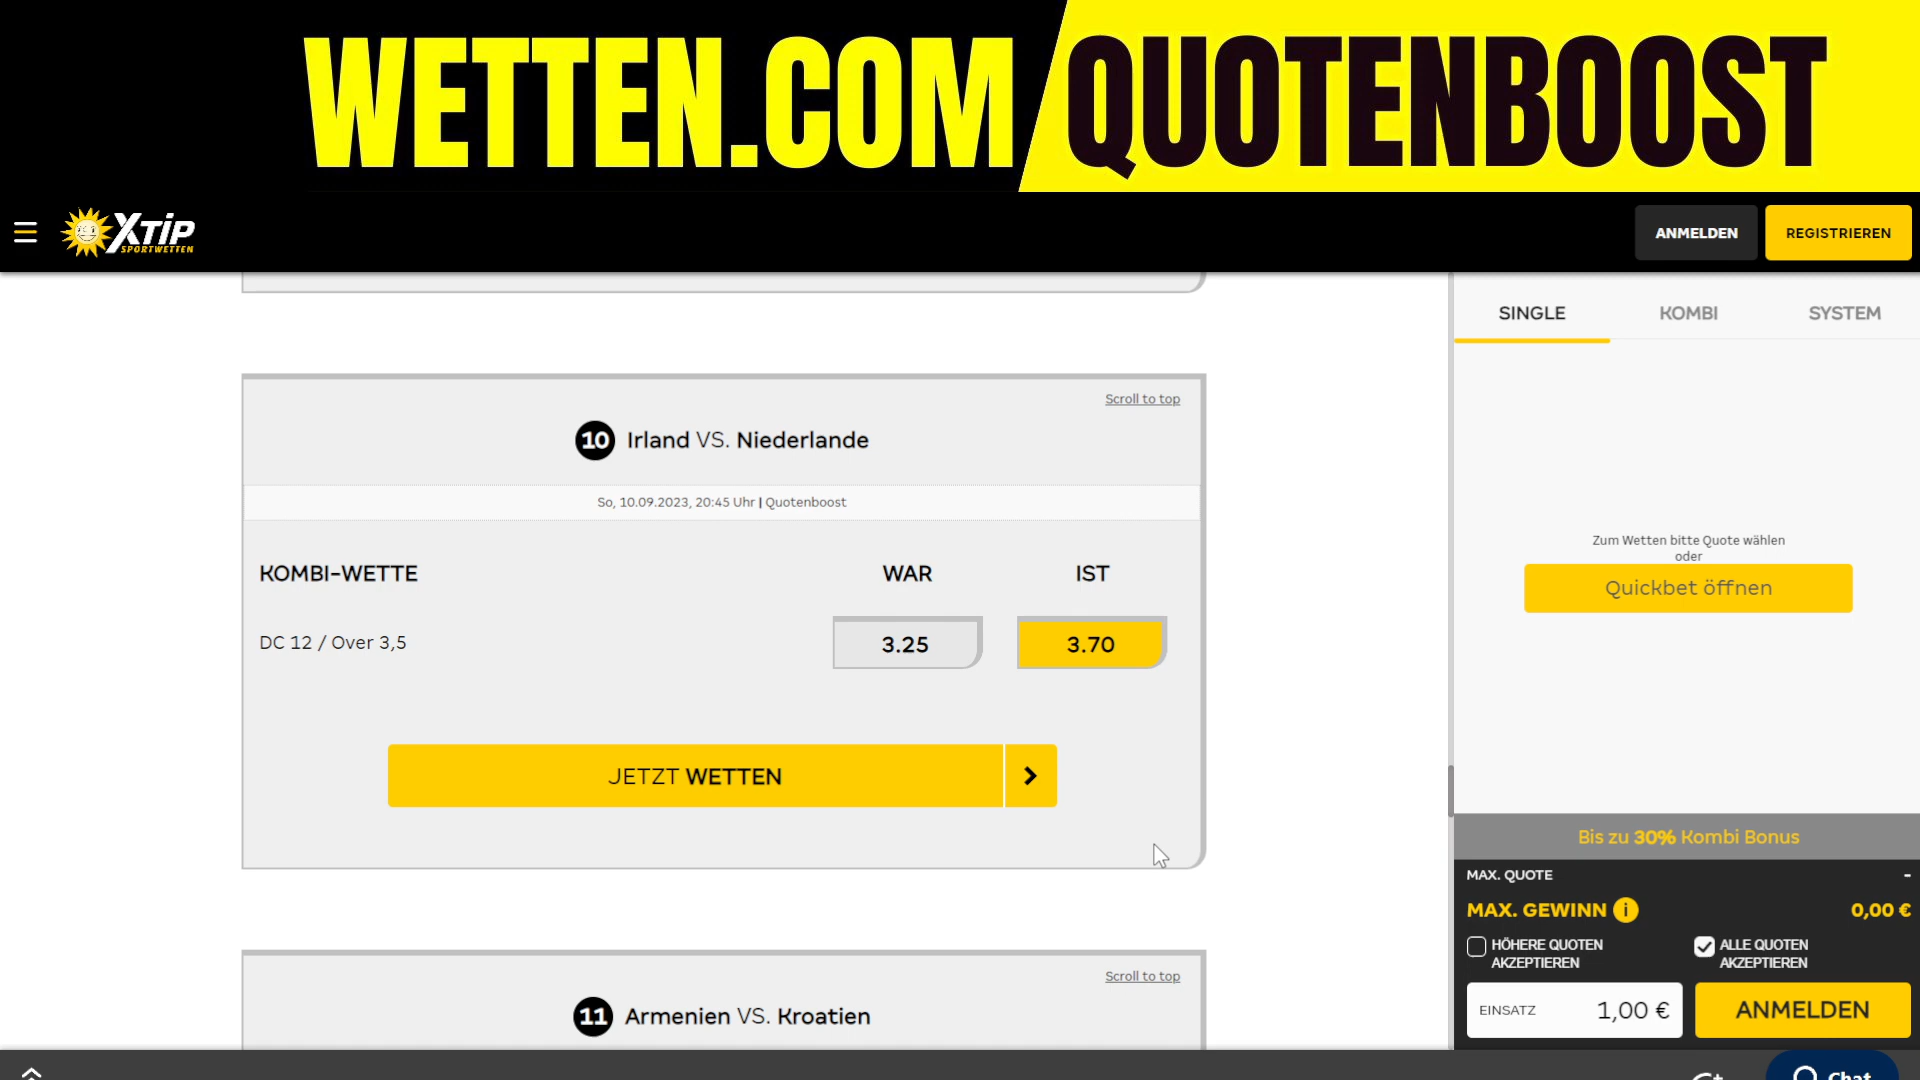 WETTEN.COM QUOTENBOOST
XTiP
SPORTWETTEN
ANMELDEN
REGISTRIEREN
SINGLE
KOMBI
SYSTEM
Scroll to top
10 Irland VS. Niederlande
So, 10.09.2023, 20:45 Uhr | Quotenboost
KOMBI-WETTE
WAR
IST
DC 12 / Over 3,5
3.25
3.70
JETZT WETTEN
Scroll to top
11 Armenien VS. Kroatien
Zum Wetten bitte Quote wählen
oder
Quickbet öffnen
Bis zu 30% Kombi Bonus
MAX. QUOTE -
MAX. GEWINN i 0,00 €
HÖHERE QUOTEN
AKZEPTIEREN
ALLE QUOTEN
AKZEPTIEREN
EINSATZ 1,00 €
ANMELDEN
Chat